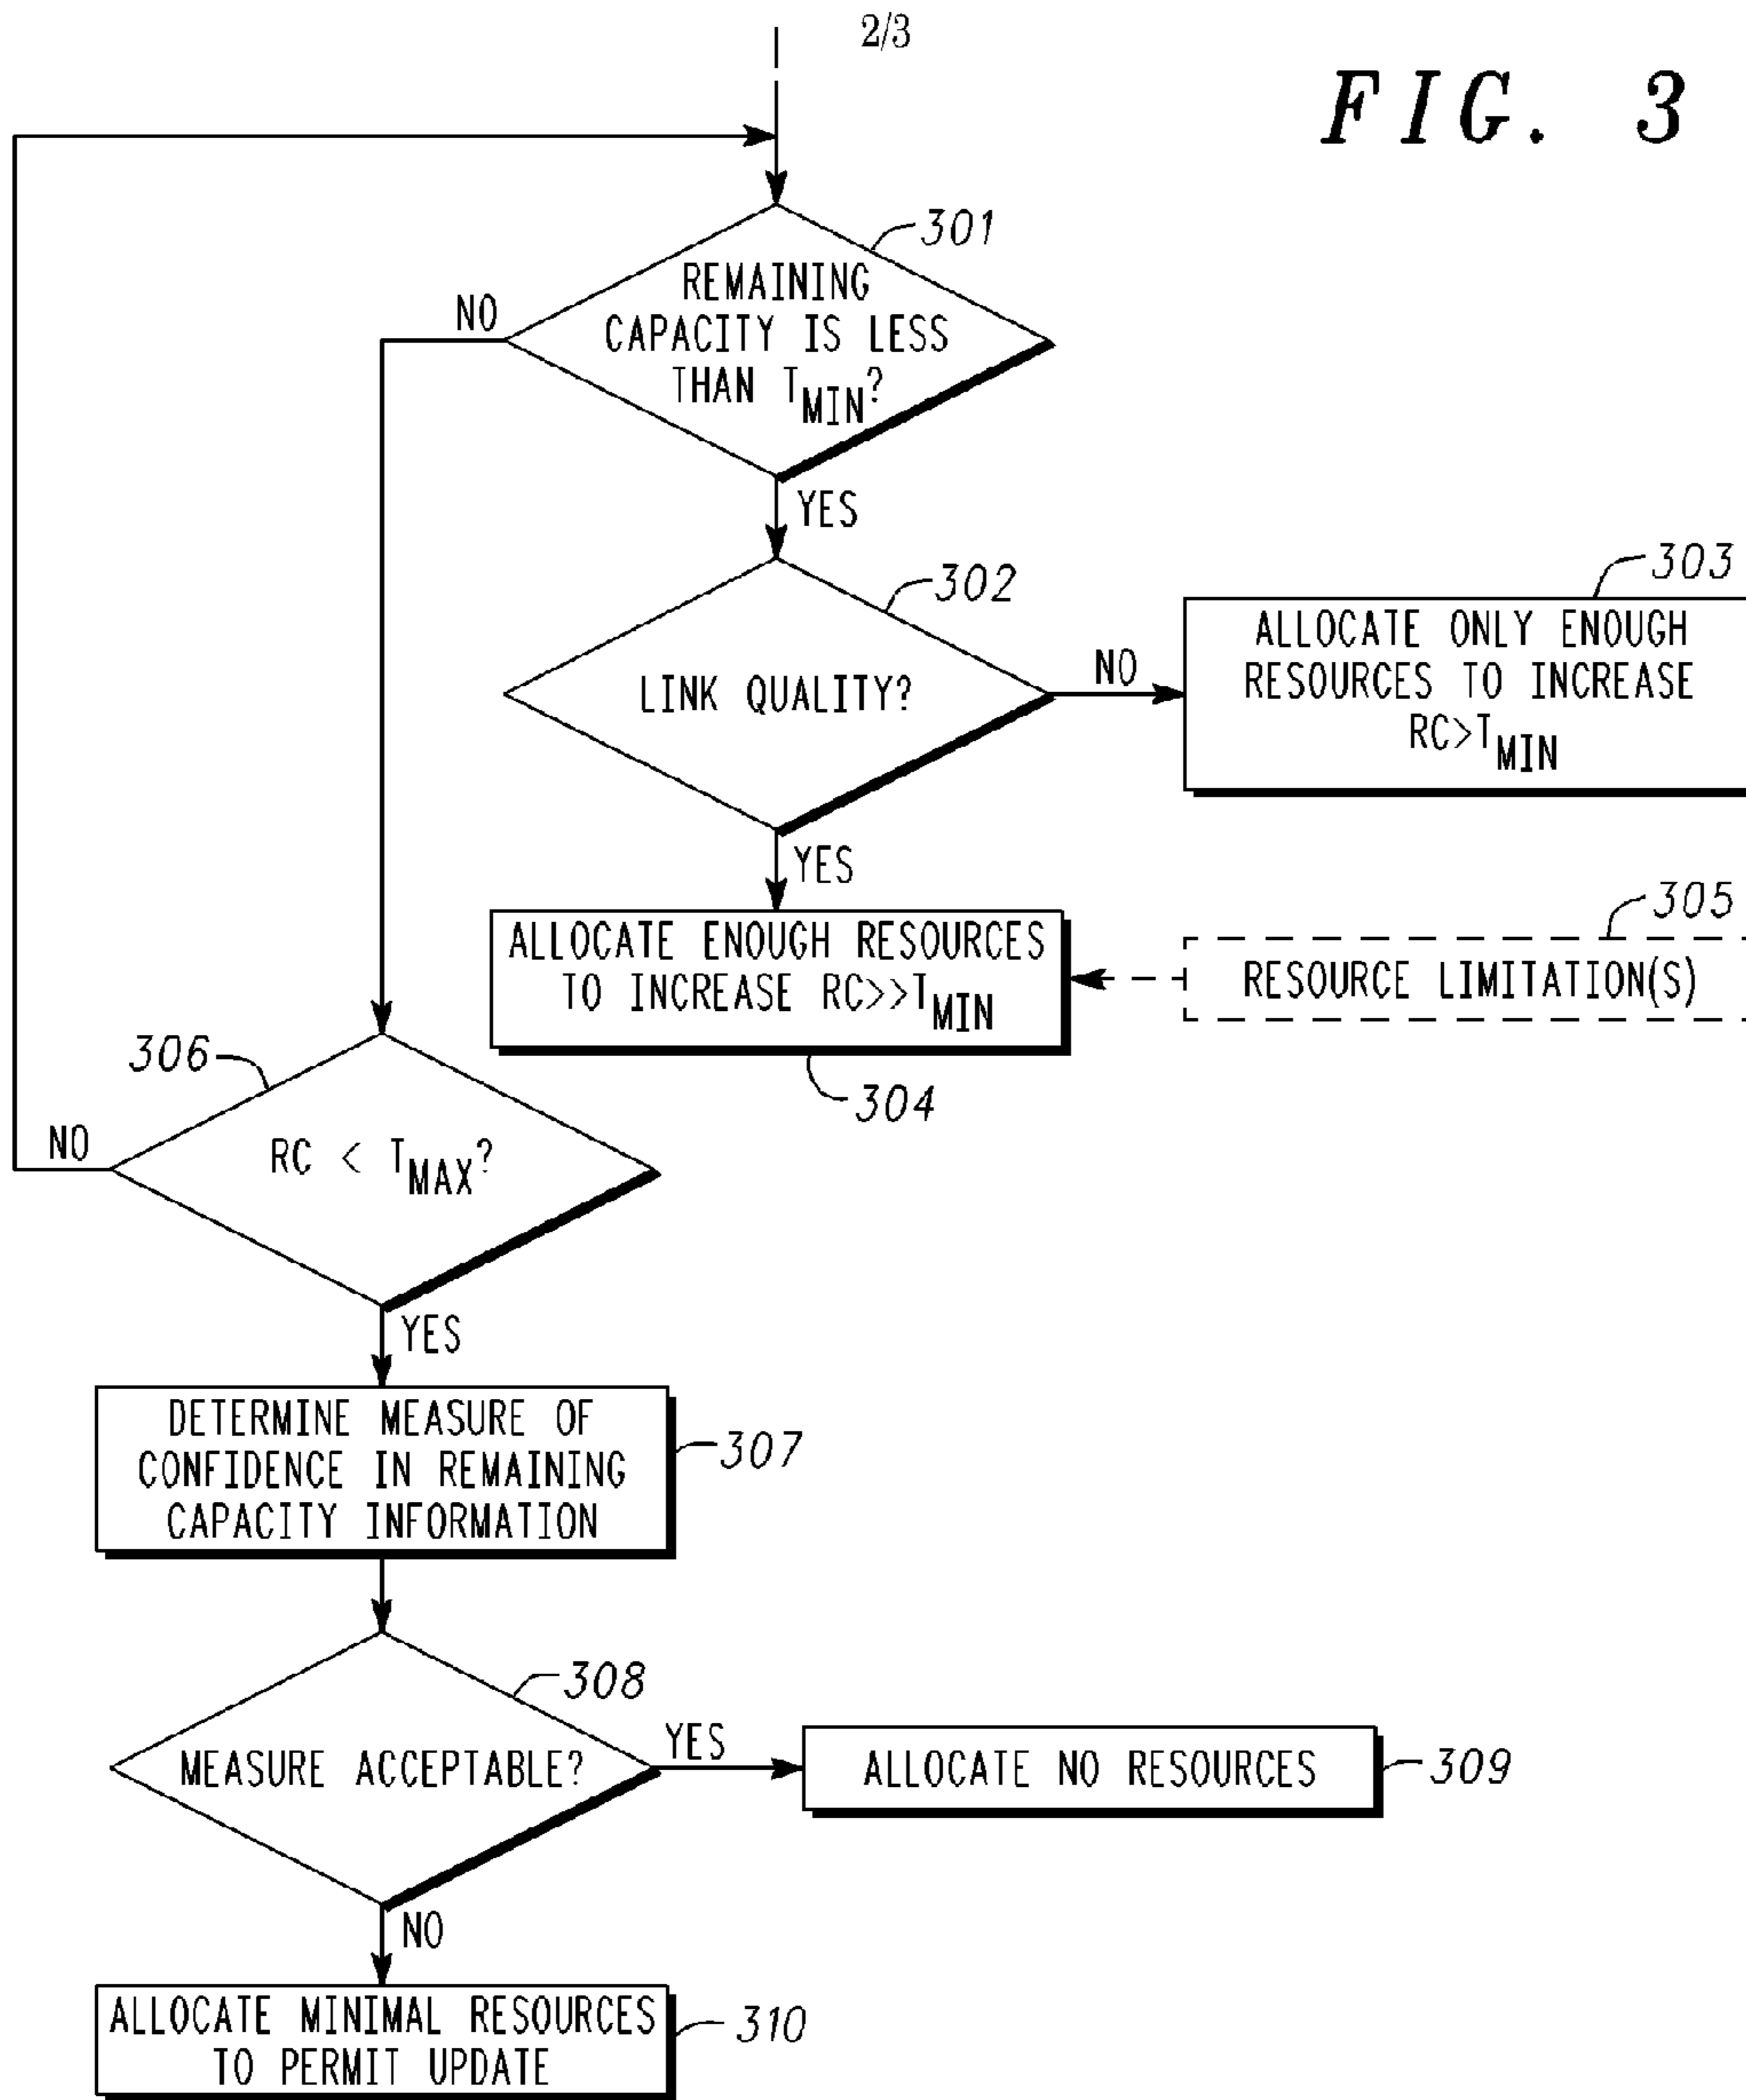 2/3
FIG. 3
301
REMAINING
CAPACITY IS LESS
THAN TMIN?
NO
YES
302
LINK QUALITY?
NO
303
ALLOCATE ONLY ENOUGH
RESOURCES TO INCREASE
RC>TMIN
YES
ALLOCATE ENOUGH RESOURCES
TO INCREASE RC>>TMIN
304
305
RESOURCE LIMITATION(S)
306
RC < TMAX?
NO
YES
DETERMINE MEASURE OF
CONFIDENCE IN REMAINING
CAPACITY INFORMATION
307
308
MEASURE ACCEPTABLE?
YES
ALLOCATE NO RESOURCES
309
NO
ALLOCATE MINIMAL RESOURCES
TO PERMIT UPDATE
310